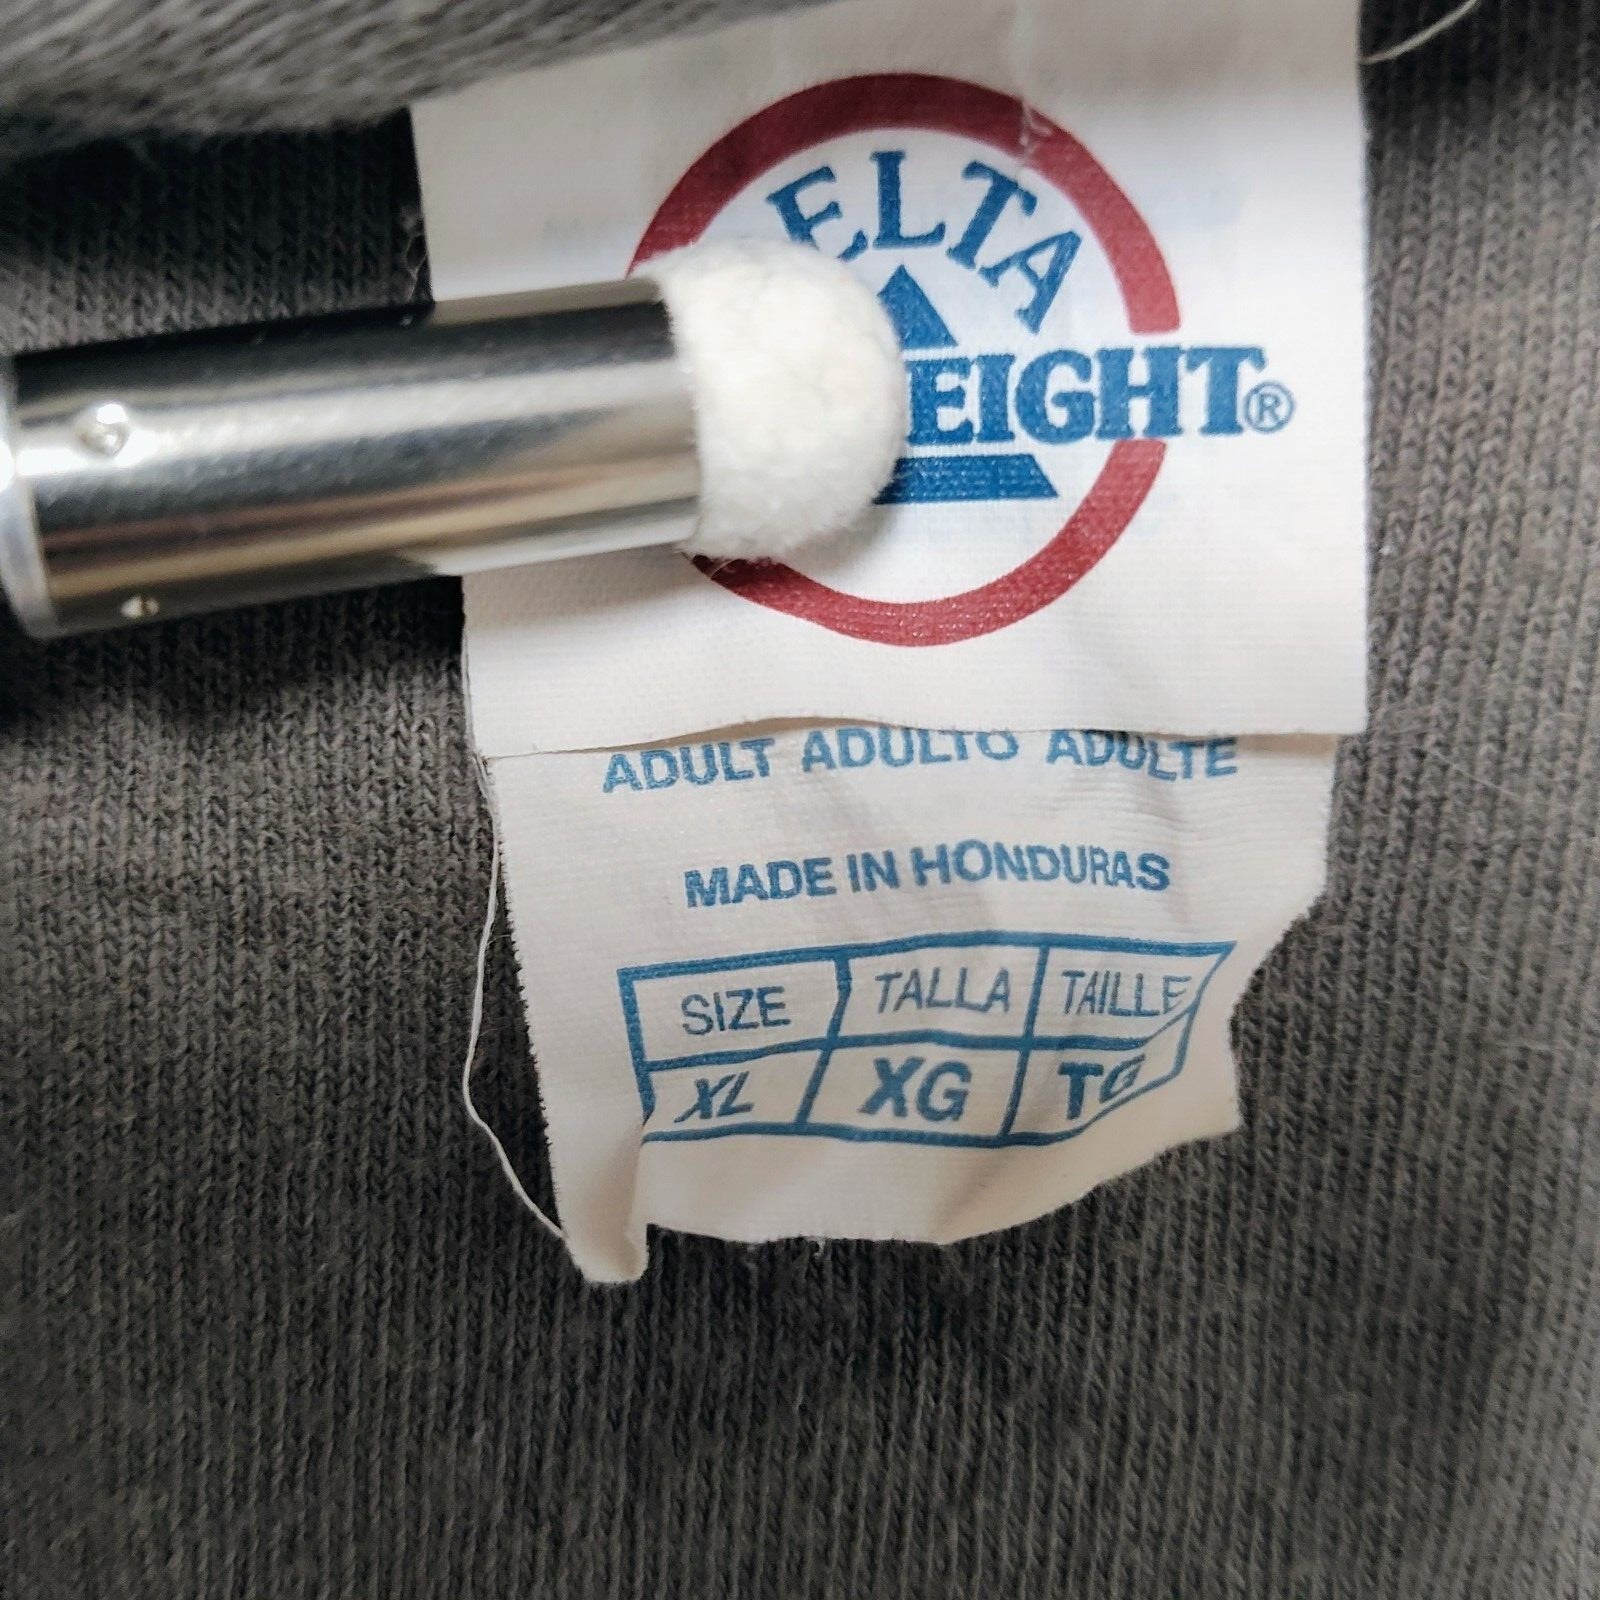 ELTA
EIGHT®
ADULT ADULTO ADULTE
MADE IN HONDURAS
SIZE TALLA TAILLE
XL XG TG